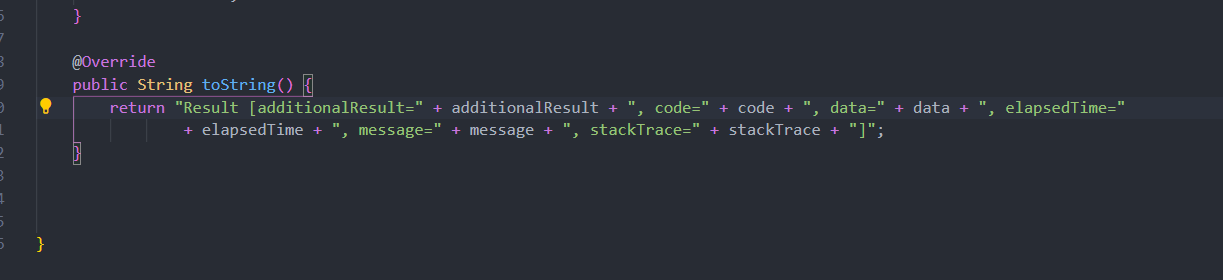 }
@Override
public String toString() {
return "Result [additionalResult=" + additionalResult + ", code=" + code + ", data=" + data + ", elapsedTime="
+ elapsedTime + ", message=" + message + ", stackTrace=" + stackTrace + "]";
}
}